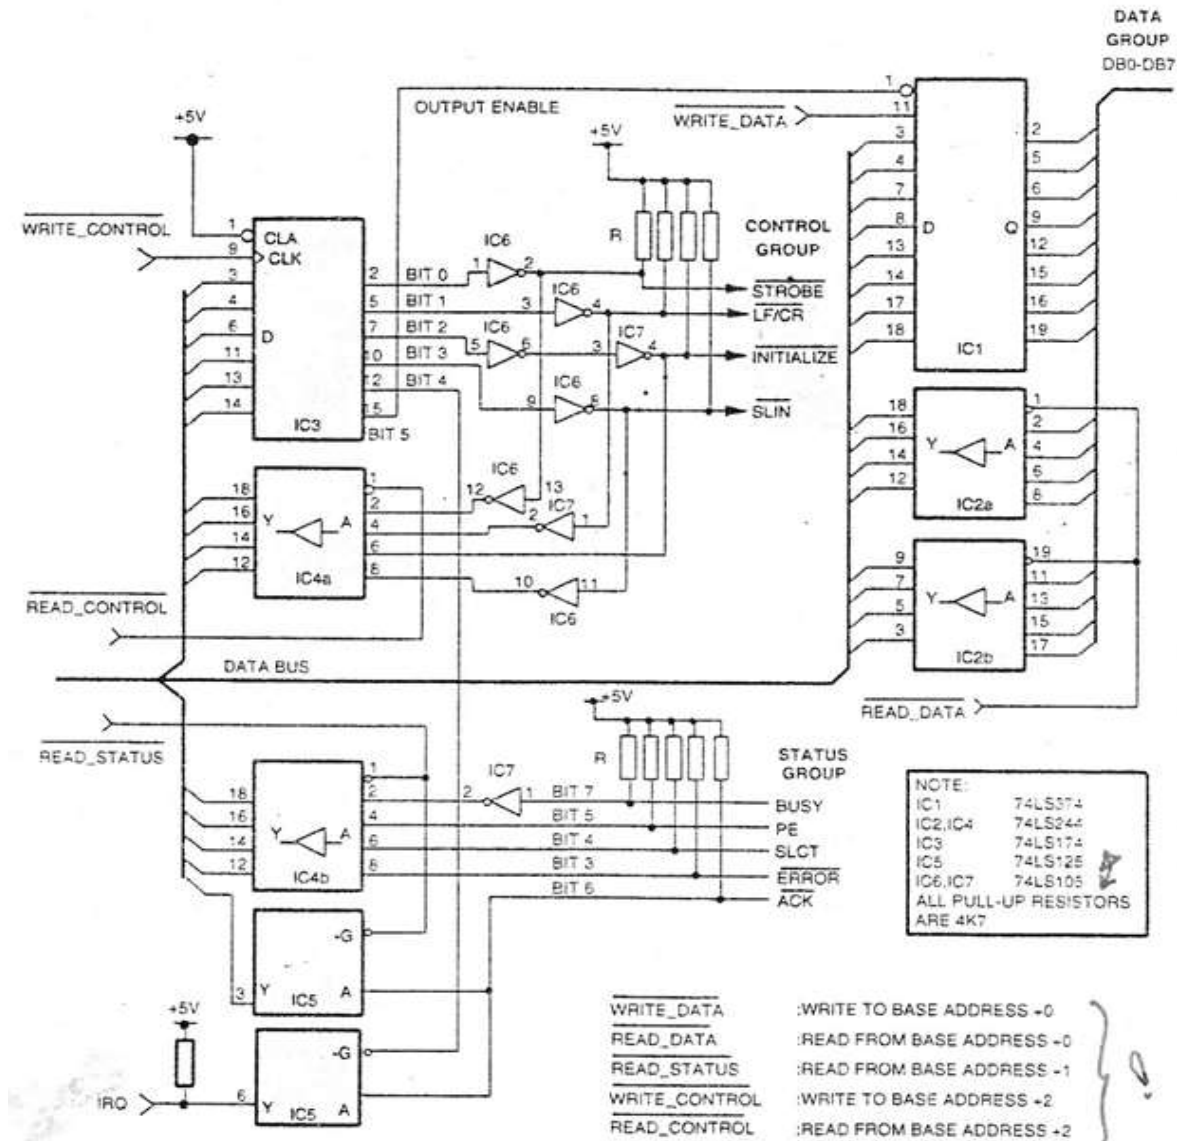 DATA
GROUP
DB0-DB7
OUTPUT ENABLE
WRITE_DATA
+5V
+5V
WRITE_CONTROL
1
CLA
9
CLK
3
4
6
D
11
13
14
IC3
2 BIT 0
5 BIT 1
7 BIT 2
10 BIT 3
12 BIT 4
15
BIT 5
1 IC6 2
3 IC6 4
5 IC6 6
3 IC7 4
9 IC6 8
R
CONTROL
GROUP
STROBE
LF/CR
INITIALIZE
SLIN
1
11
3
4
7
8
13
14
17
18
D
Q
2
5
6
9
12
15
16
19
IC1
18
16
14
12
Y
A
1
2
4
6
8
IC4a
12 IC6 13
2 IC7 1
10 IC6 11
READ_CONTROL
18
16
14
12
Y
A
1
2
4
6
8
IC2a
9
7
5
3
Y
A
19
11
13
15
17
IC2b
DATA BUS
READ_DATA
READ_STATUS
+5V
R
STATUS
GROUP
18
16
14
12
Y
A
1
2
4
6
8
IC4b
2 IC7 1
BIT 7 BUSY
BIT 5 PE
BIT 4 SLCT
BIT 3 ERROR
BIT 6 ACK
NOTE:
IC1 74LS374
IC2,IC4 74LS244
IC3 74LS174
IC5 74LS125
IC6,IC7 74LS105
ALL PULL-UP RESISTORS
ARE 4K7
-G
3 Y IC5 A
+5V
-G
IRQ 6 Y IC5 A
WRITE_DATA :WRITE TO BASE ADDRESS +0
READ_DATA :READ FROM BASE ADDRESS +0
READ_STATUS :READ FROM BASE ADDRESS +1
WRITE_CONTROL :WRITE TO BASE ADDRESS +2
READ_CONTROL :READ FROM BASE ADDRESS +2
!